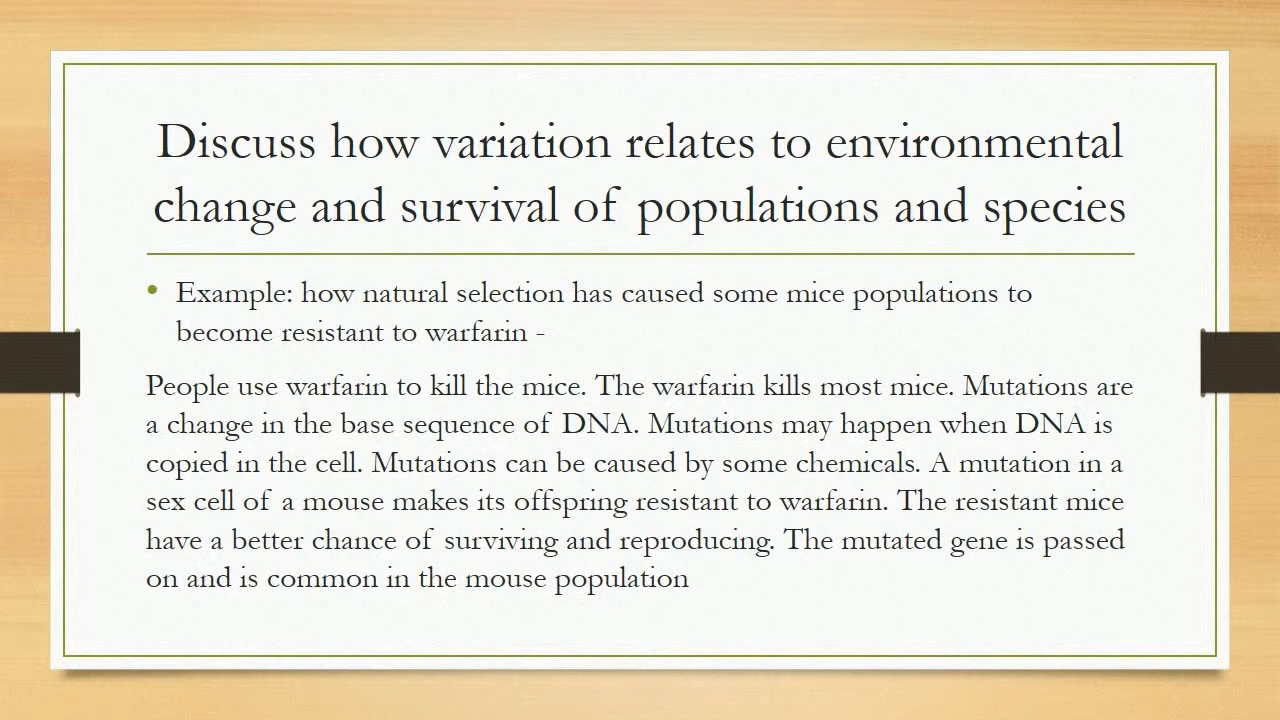 Discuss how variation relates to environmental
change and survival of populations and species
• Example: how natural selection has caused some mice populations to
become resistant to warfarin -
People use warfarin to kill the mice. The warfarin kills most mice. Mutations are
a change in the base sequence of DNA. Mutations may happen when DNA is
copied in the cell. Mutations can be caused by some chemicals. A mutation in a
sex cell of a mouse makes its offspring resistant to warfarin. The resistant mice
have a better chance of surviving and reproducing. The mutated gene is passed
on and is common in the mouse population